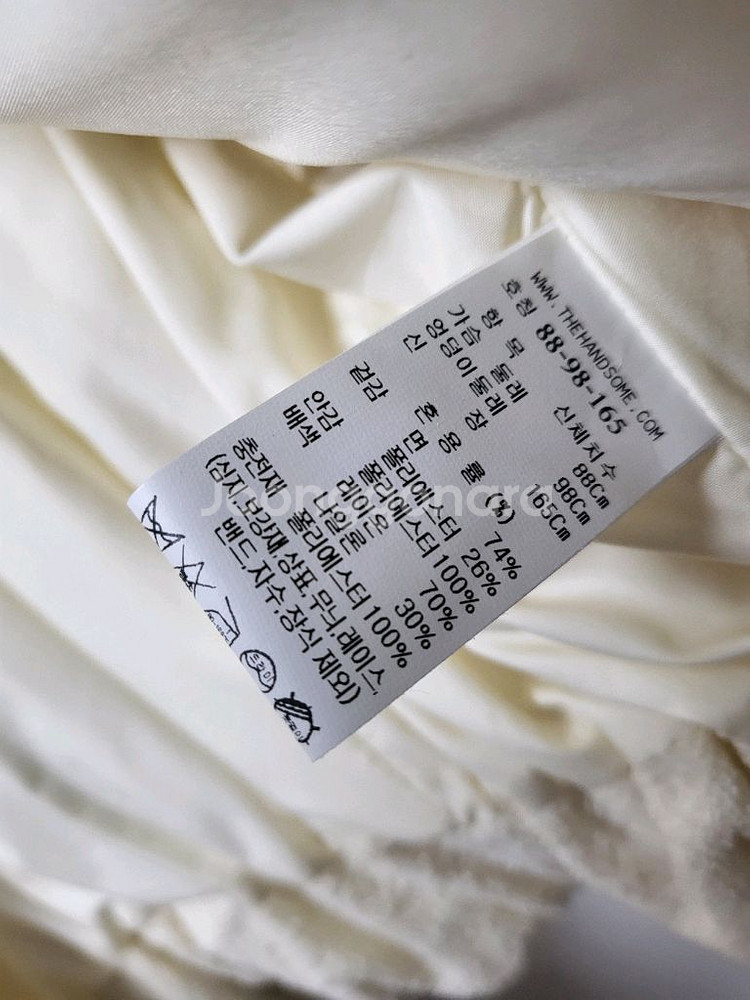 WWW.THEHANDSOME.COM
호칭 88-98-165
항 목 신체치수
가슴 둘레 88Cm
엉덩이둘레 98Cm
신 장 165Cm
혼 용 률 (%)
겉감 면 74%
폴리에스터 26%
안감 폴리에스터 100%
배색 레이온 70%
나일론 30%
충전재 폴리에스터 100%
(심지,보강재,상표,무늬,레이스,
밴드,자수,장식 제외)
Joonggonara